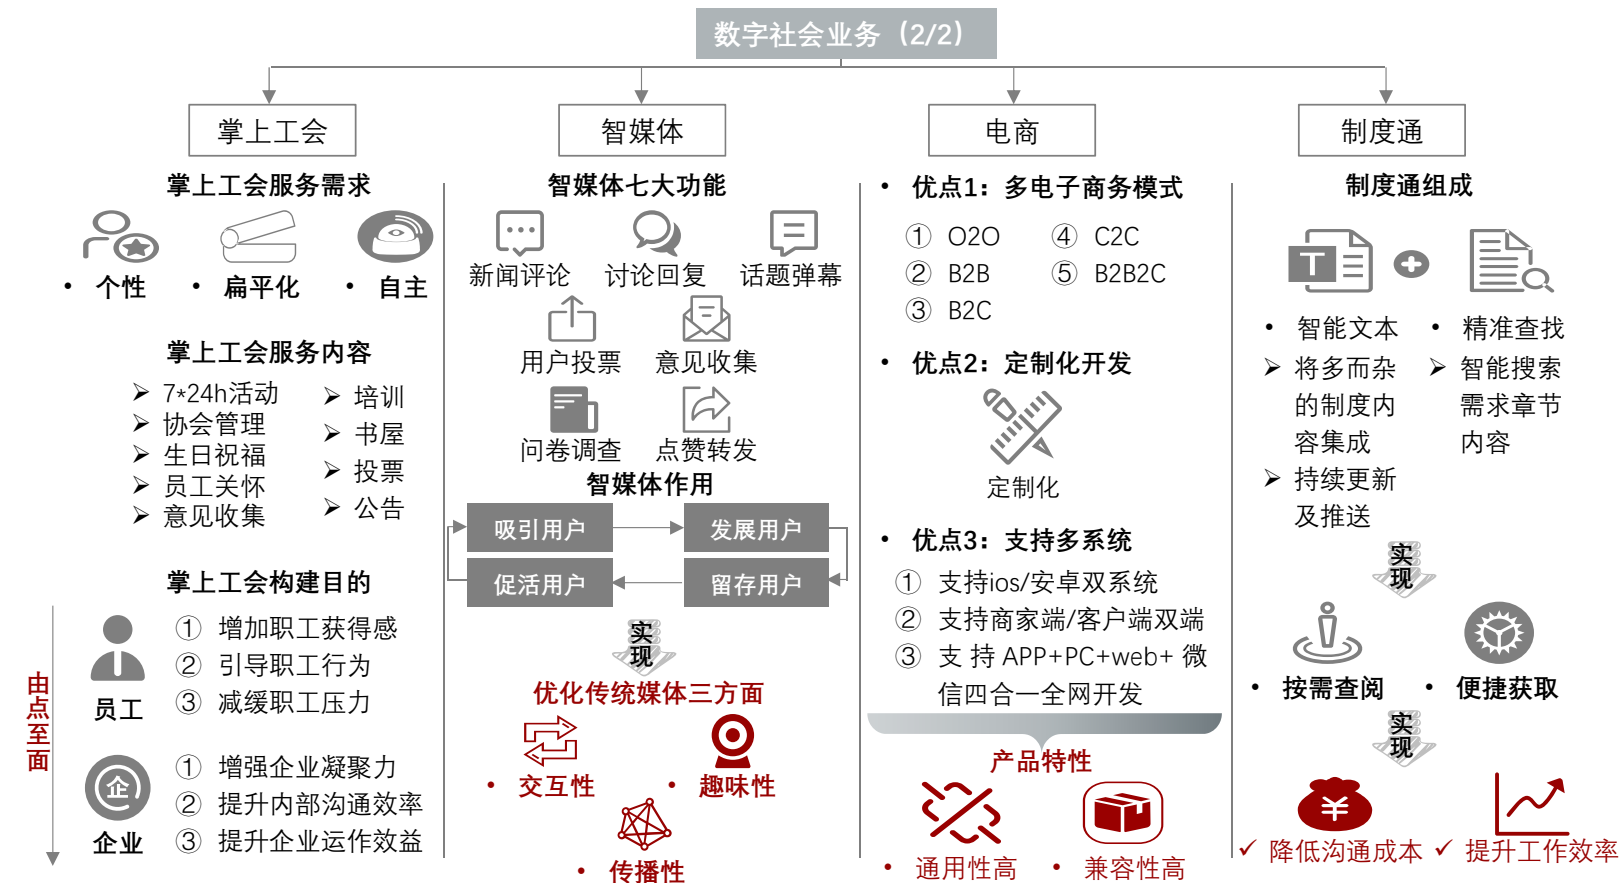 数字社会业务（2/2）
掌上工会
掌上工会服务需求
• 个性
• 扁平化
• 自主
掌上工会服务内容
➢ 7*24h活动
➢ 协会管理
➢ 生日祝福
➢ 员工关怀
➢ 意见收集
➢ 培训
➢ 书屋
➢ 投票
➢ 公告
掌上工会构建目的
由点至面
员工
① 增加职工获得感
② 引导职工行为
③ 减缓职工压力
企
企业
① 增强企业凝聚力
② 提升内部沟通效率
③ 提升企业运作效益
智媒体
智媒体七大功能
新闻评论
讨论回复
话题弹幕
用户投票
意见收集
问卷调查
点赞转发
智媒体作用
吸引用户
发展用户
促活用户
留存用户
实现
优化传统媒体三方面
• 交互性
• 趣味性
• 传播性
电商
• 优点1：多电子商务模式
① O2O
② B2B
③ B2C
④ C2C
⑤ B2B2C
• 优点2：定制化开发
定制化
• 优点3：支持多系统
① 支持ios/安卓双系统
② 支持商家端/客户端双端
③ 支持APP+PC+web+微
信四合一全网开发
产品特性
• 通用性高
• 兼容性高
制度通
制度通组成
T
• 智能文本
➢ 将多而杂
的制度内
容集成
➢ 持续更新
及推送
• 精准查找
➢ 智能搜索
需求章节
内容
实现
• 按需查阅
• 便捷获取
实现
¥
✓ 降低沟通成本
✓ 提升工作效率